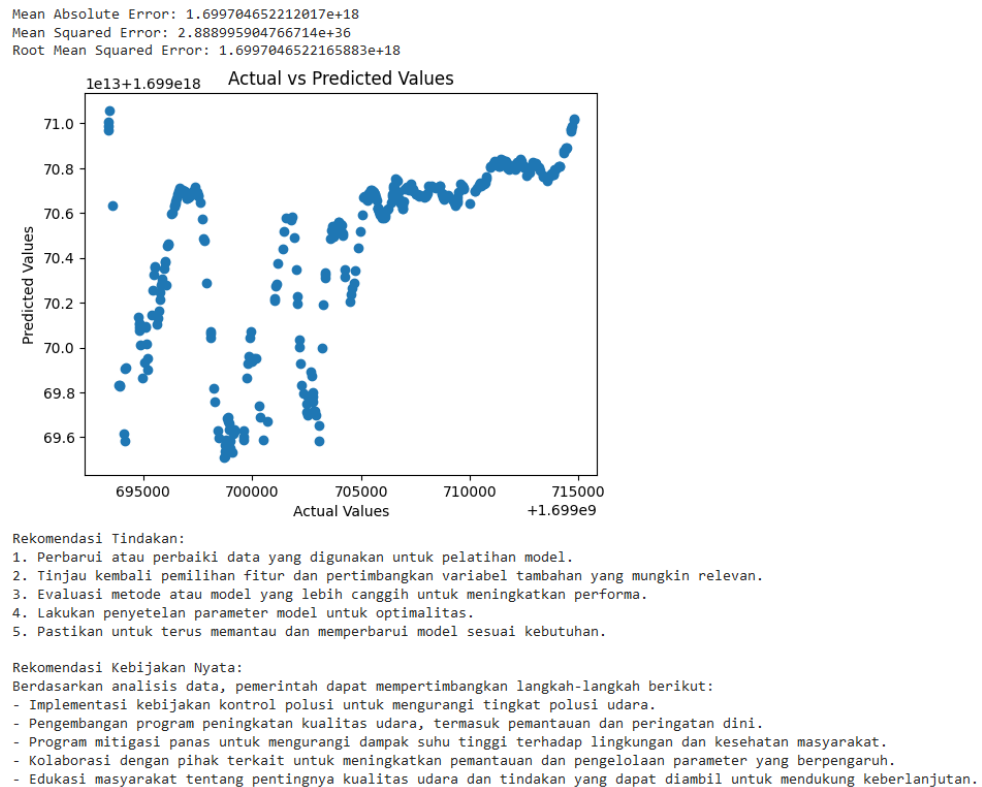 Mean Absolute Error: 1.699704652212017e+18
Mean Squared Error: 2.888995904766714e+36
Root Mean Squared Error: 1.6997046522165883e+18
1e13+1.699e18
Actual vs Predicted Values
71.0
70.8
70.6
70.4
70.2
70.0
69.8
69.6
Predicted Values
695000 700000 705000 710000 715000
Actual Values
+1.699e9
Rekomendasi Tindakan:
1. Perbarui atau perbaiki data yang digunakan untuk pelatihan model.
2. Tinjau kembali pemilihan fitur dan pertimbangkan variabel tambahan yang mungkin relevan.
3. Evaluasi metode atau model yang lebih canggih untuk meningkatkan performa.
4. Lakukan penyetelan parameter model untuk optimalitas.
5. Pastikan untuk terus memantau dan memperbarui model sesuai kebutuhan.
Rekomendasi Kebijakan Nyata:
Berdasarkan analisis data, pemerintah dapat mempertimbangkan langkah-langkah berikut:
- Implementasi kebijakan kontrol polusi untuk mengurangi tingkat polusi udara.
- Pengembangan program peningkatan kualitas udara, termasuk pemantauan dan peringatan dini.
- Program mitigasi panas untuk mengurangi dampak suhu tinggi terhadap lingkungan dan kesehatan masyarakat.
- Kolaborasi dengan pihak terkait untuk meningkatkan pemantauan dan pengelolaan parameter yang berpengaruh.
- Edukasi masyarakat tentang pentingnya kualitas udara dan tindakan yang dapat diambil untuk mendukung keberlanjutan.